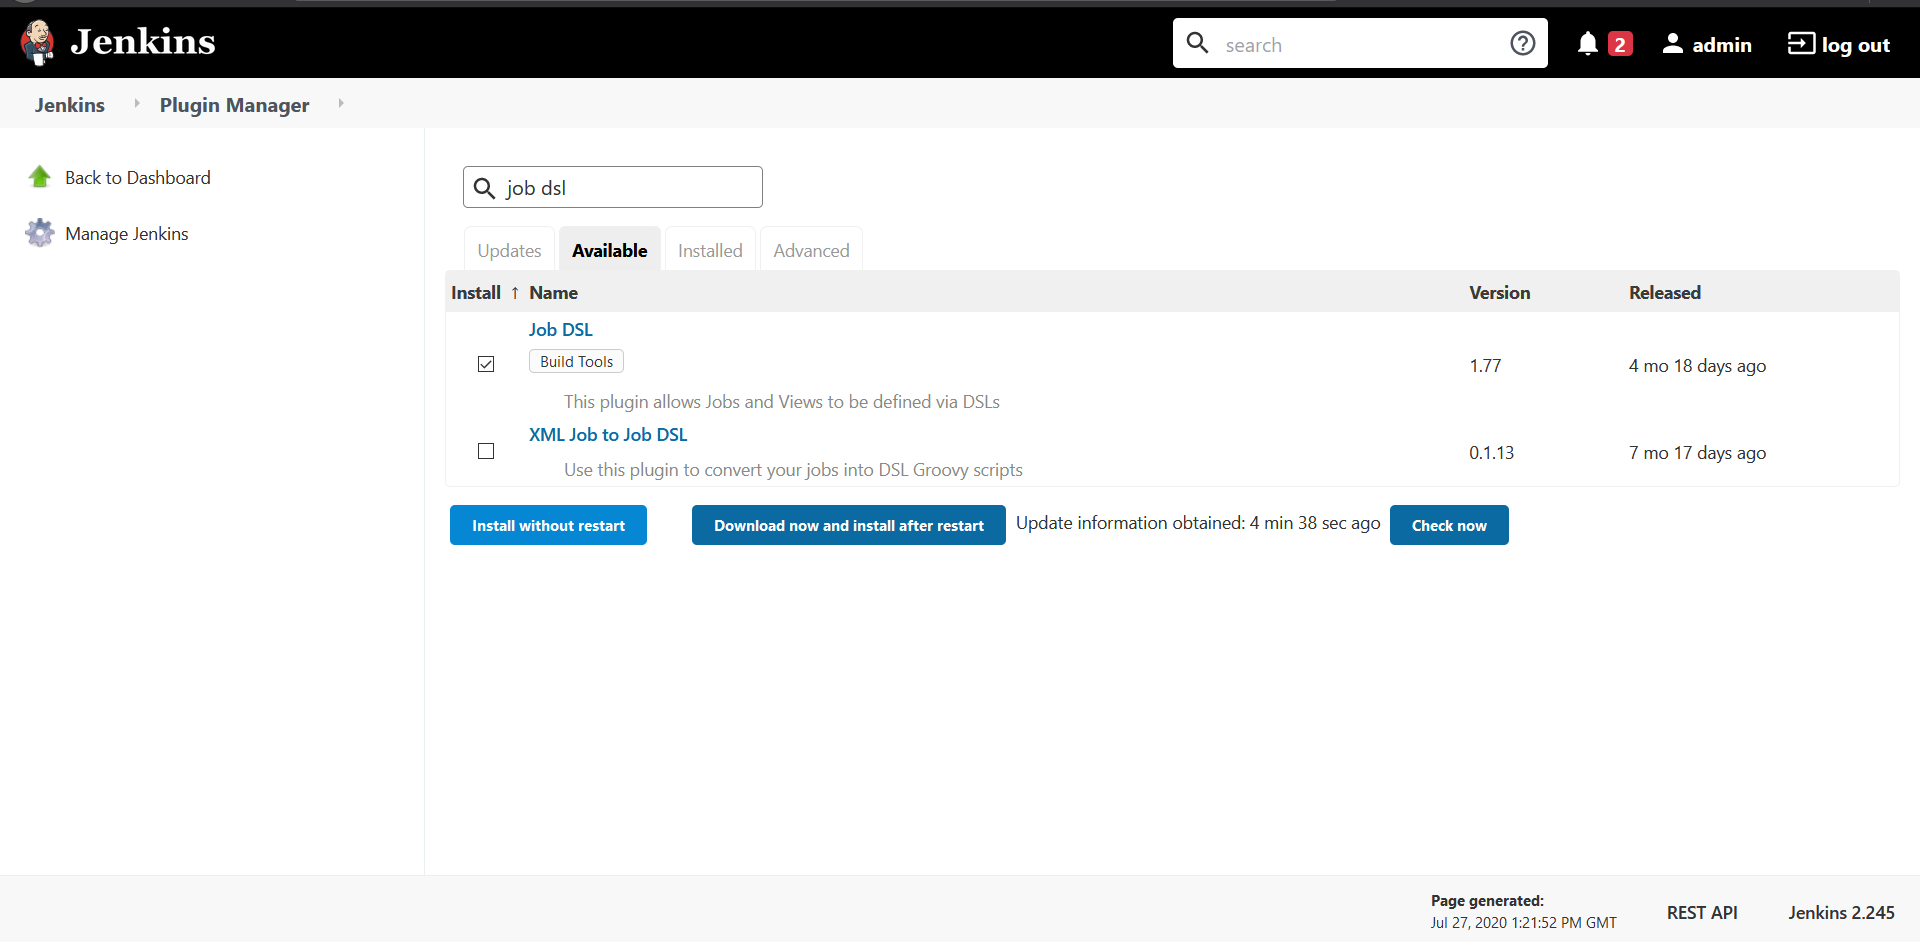 Jenkins
search
2
admin
log out
Jenkins
Plugin Manager
Back to Dashboard
Manage Jenkins
job dsl
Updates
Available
Installed
Advanced
Install ↑ Name Version Released
Job DSL
Build Tools
1.77
4 mo 18 days ago
This plugin allows Jobs and Views to be defined via DSLs
XML Job to Job DSL
0.1.13
7 mo 17 days ago
Use this plugin to convert your jobs into DSL Groovy scripts
Install without restart
Download now and install after restart
Update information obtained: 4 min 38 sec ago
Check now
Page generated:
Jul 27, 2020 1:21:52 PM GMT
REST API
Jenkins 2.245